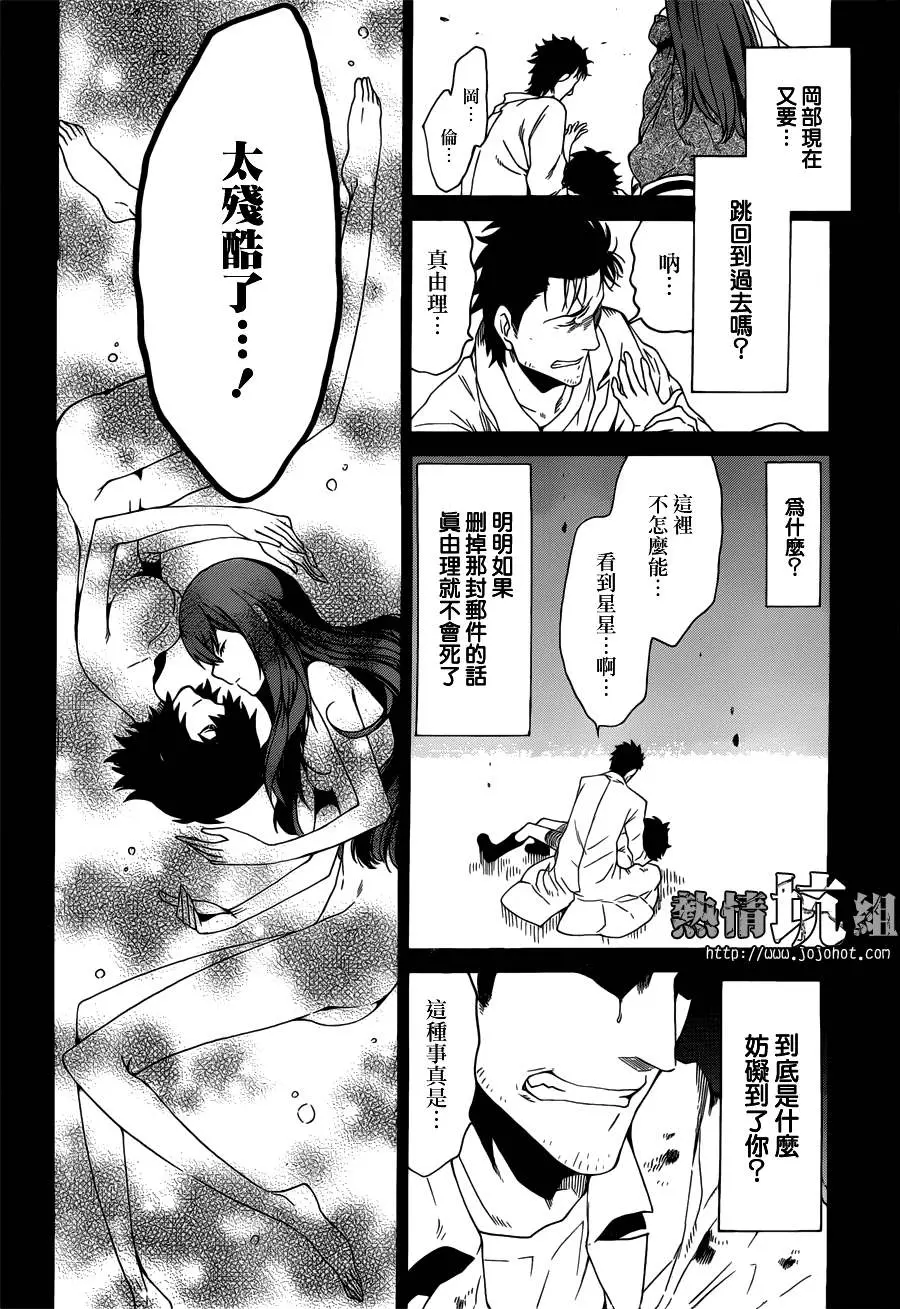 岡部現在
又要…
跳回到過去嗎?
岡…
倫…
吶…
真由理…
爲什麼?
這裡
不怎麼能…
看到星星…啊…
明明如果
刪掉那封郵件的話
眞由理就不會死了
到底是什麼
妨礙到了你?
這種事真是…
太殘酷了…!
熱情坑組
http://www.jojohot.com